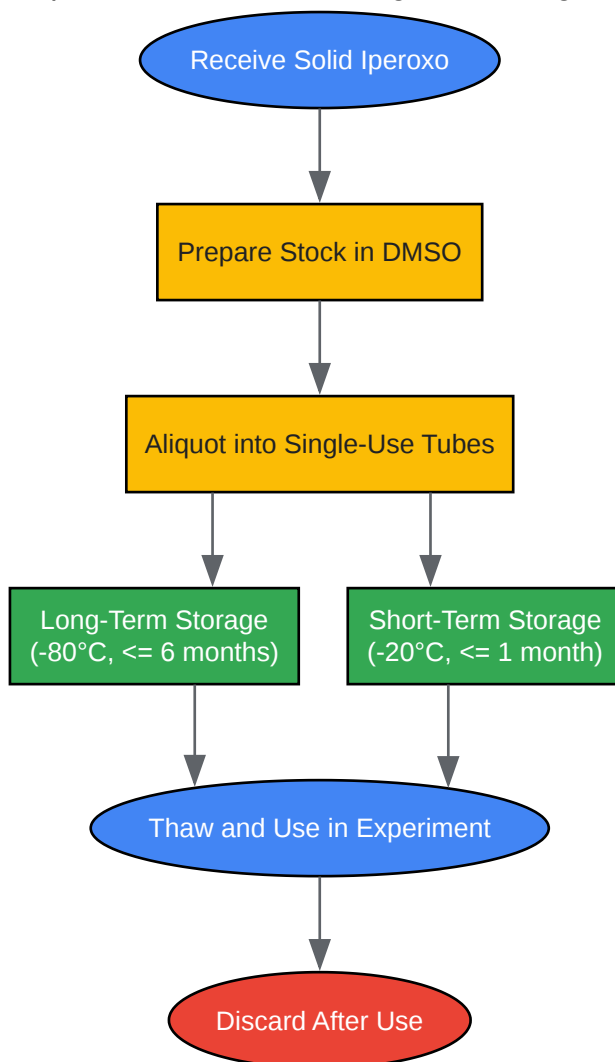 Receive Solid Iperoxo
Prepare Stock in DMSO
Aliquot into Single-Use Tubes
Long-Term Storage
(-80°C, <= 6 months)
Short-Term Storage
(-20°C, <= 1 month)
Thaw and Use in Experiment
Discard After Use